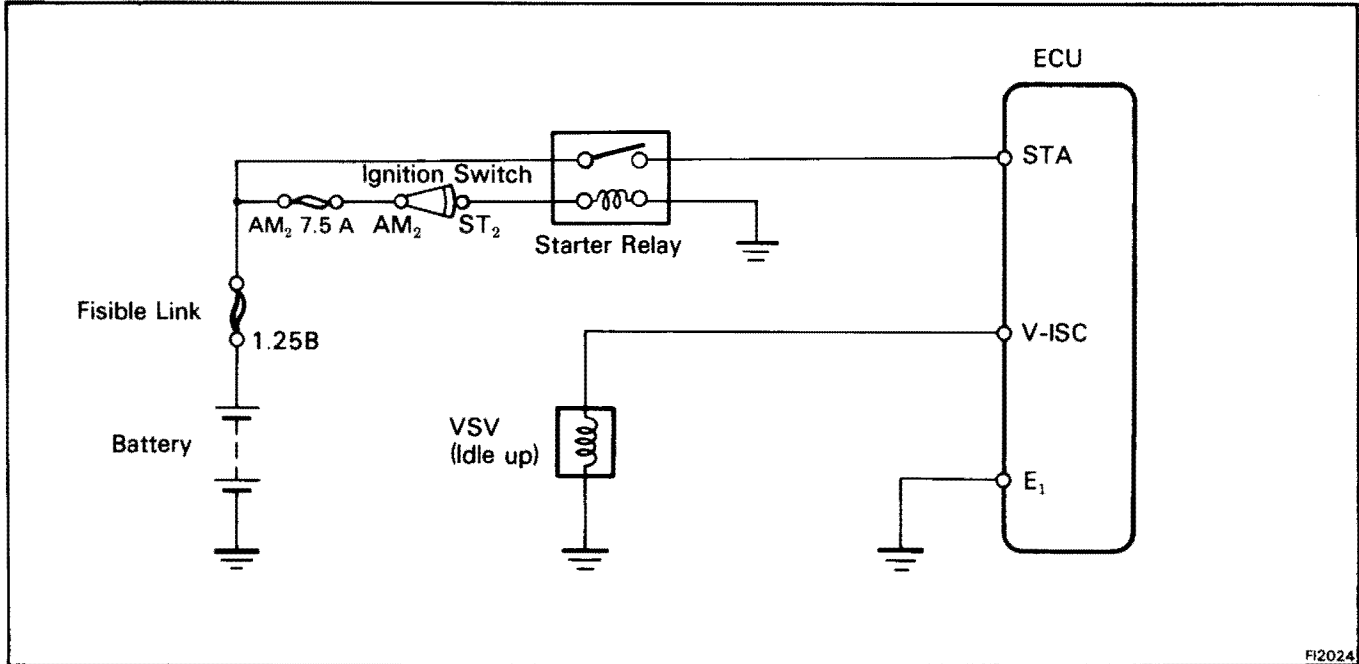 ECU
STA
Ignition Switch
AM₂ 7.5 A
AM₂
ST₂
Starter Relay
Fisible Link
1.25B
V-ISC
Battery
VSV
(Idle up)
E₁
FI2024